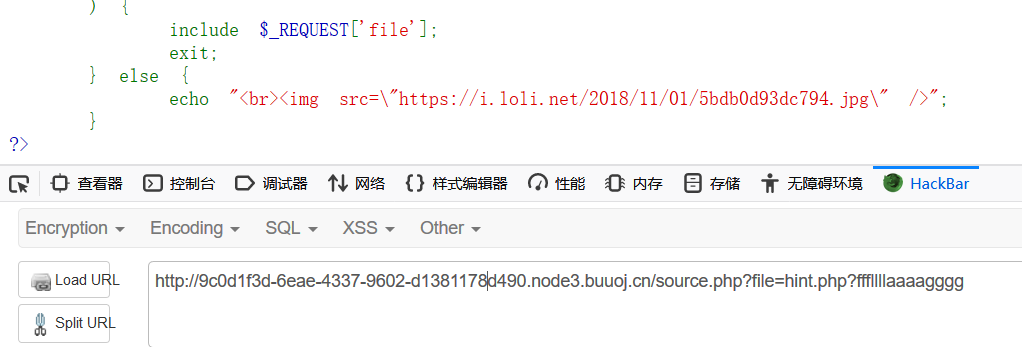 ) {
include $_REQUEST['file'];
exit;
} else {
echo "<br><img src=\"https://i.loli.net/2018/11/01/5bdb0d93dc794.jpg\" />";
}
?>
查看器 控制台 调试器 网络 样式编辑器 性能 内存 存储 无障碍环境 HackBar
Encryption Encoding SQL XSS Other
Load URL
http://9c0d1f3d-6eae-4337-9602-d1381178d490.node3.buuoj.cn/source.php?file=hint.php?ffffllllaaaagggg
Split URL